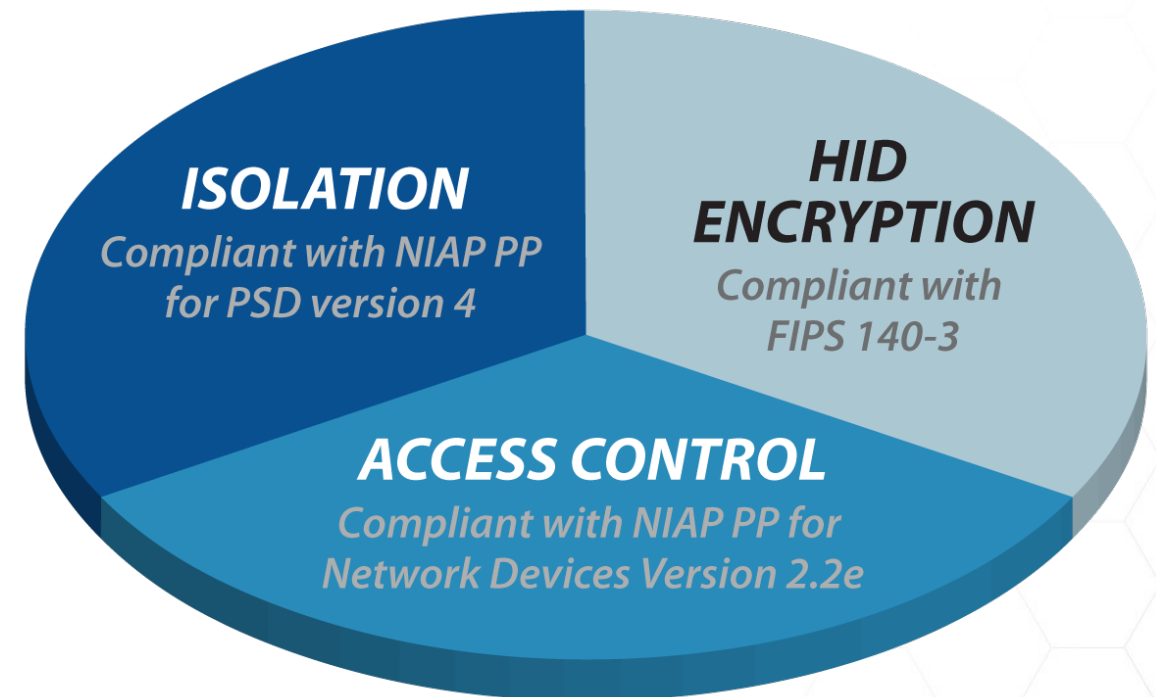 ISOLATION
Compliant with NIAP PP
for PSD version 4
HID
ENCRYPTION
Compliant with
FIPS 140-3
ACCESS CONTROL
Compliant with NIAP PP for
Network Devices Version 2.2e